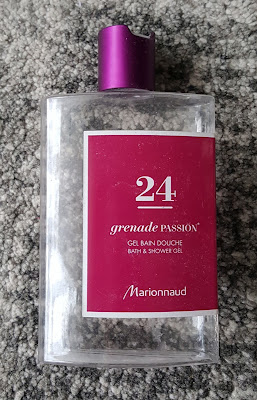 24
grenade PASSION
GEL BAIN DOUCHE
BATH & SHOWER GEL
Marionnaud